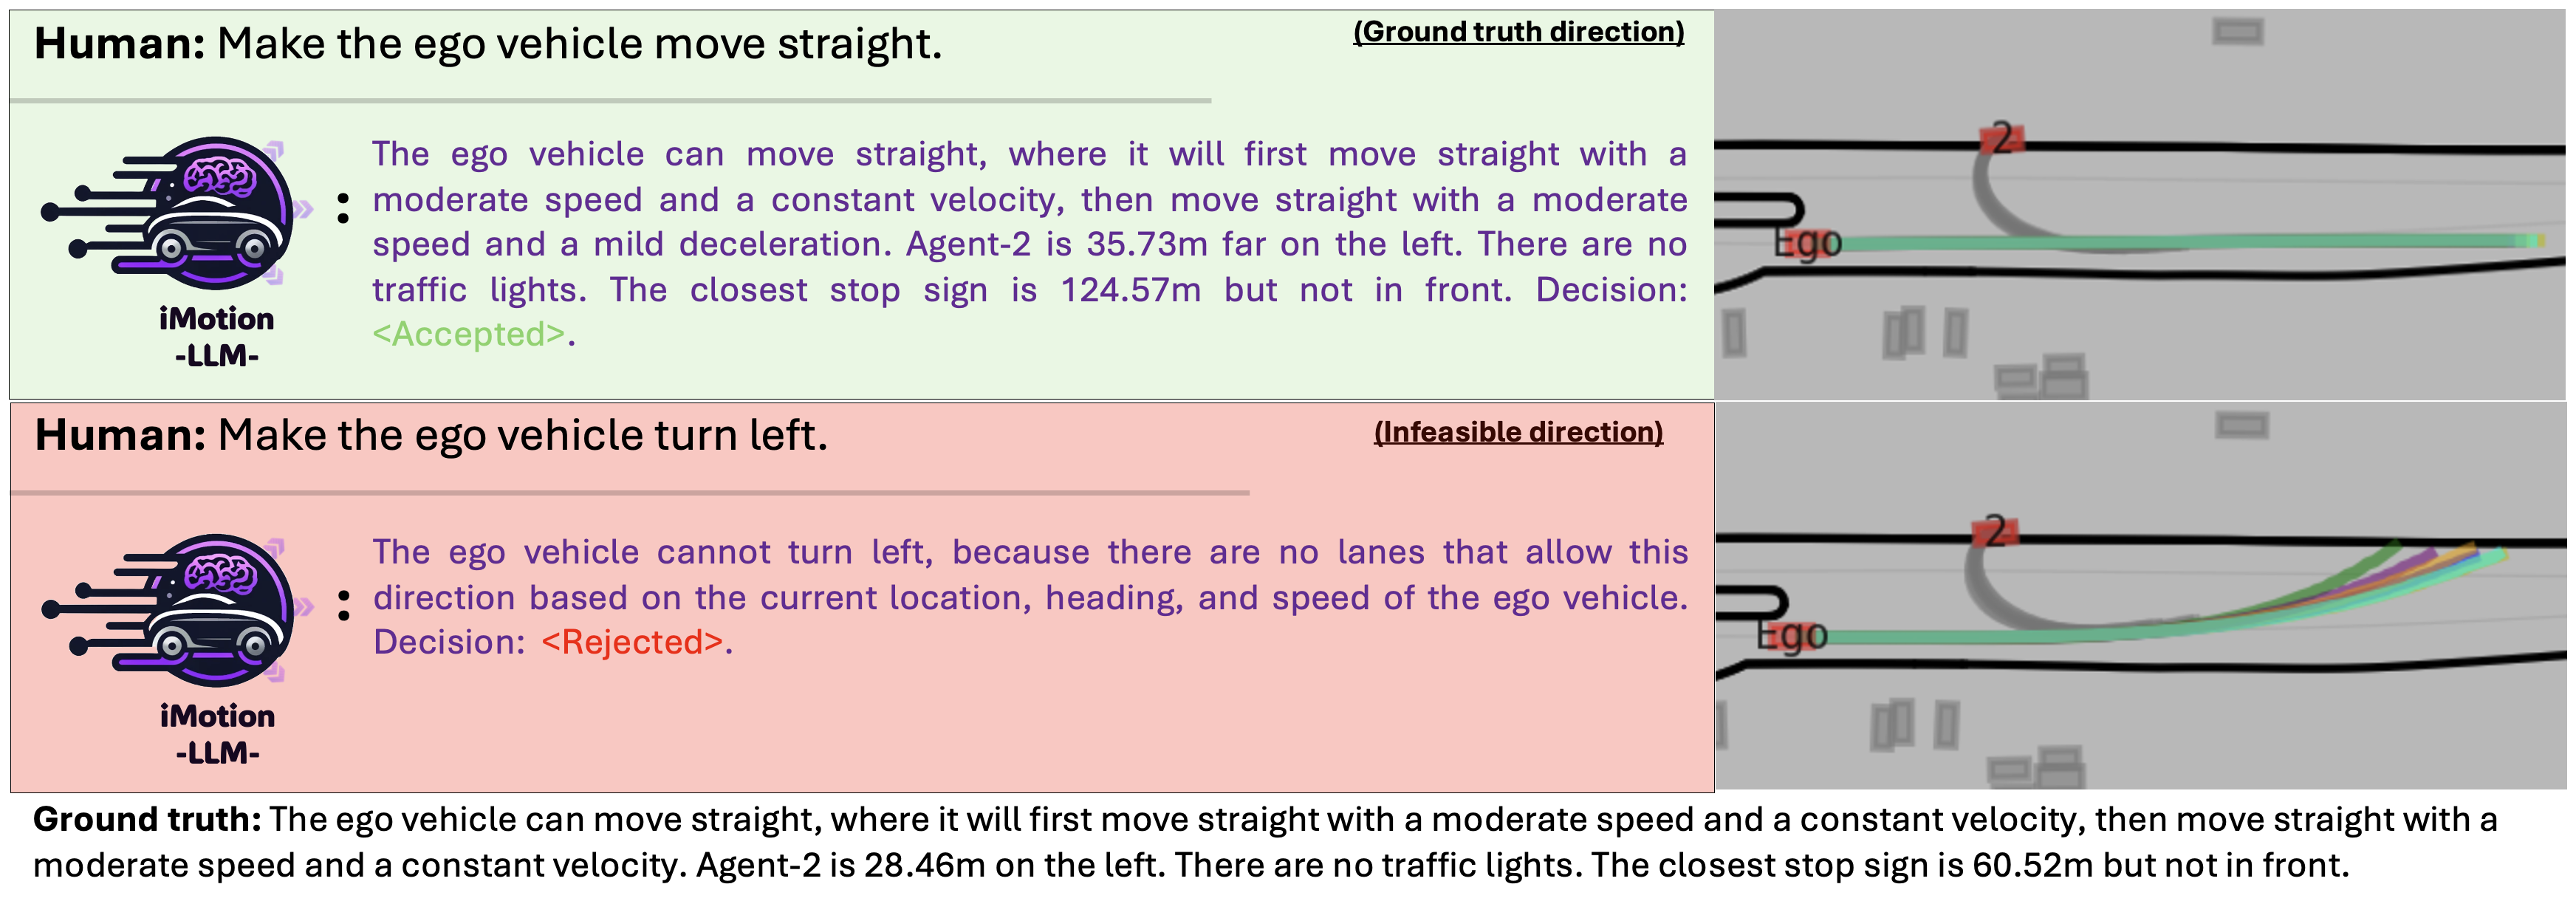 Human: Make the ego vehicle move straight.
(Ground truth direction)
The ego vehicle can move straight, where it will first move straight with a
moderate speed and a constant velocity, then move straight with a moderate
speed and a mild deceleration. Agent-2 is 35.73m far on the left. There are no
traffic lights. The closest stop sign is 124.57m but not in front. Decision:
<Accepted>.
:
iMotion
-LLM-
2
Ego
Human: Make the ego vehicle turn left.
(Infeasible direction)
The ego vehicle cannot turn left, because there are no lanes that allow this
direction based on the current location, heading, and speed of the ego vehicle.
Decision: <Rejected>.
:
iMotion
-LLM-
2
Ego
Ground truth: The ego vehicle can move straight, where it will first move straight with a moderate speed and a constant velocity, then move straight with a
moderate speed and a constant velocity. Agent-2 is 28.46m on the left. There are no traffic lights. The closest stop sign is 60.52m but not in front.